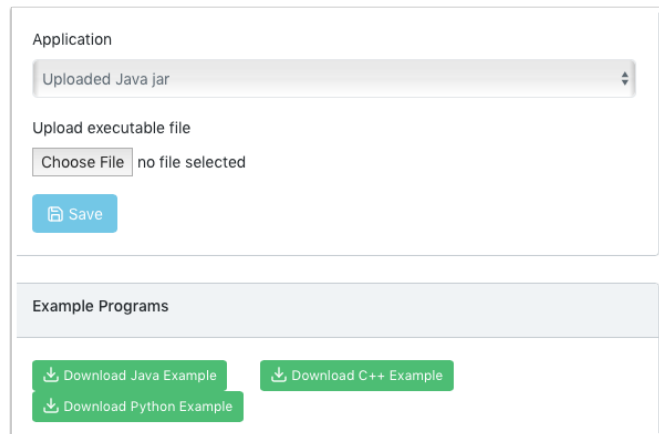 Application
Uploaded Java jar
Upload executable file
Choose File no file selected
Save
Example Programs
Download Java Example Download C++ Example
Download Python Example